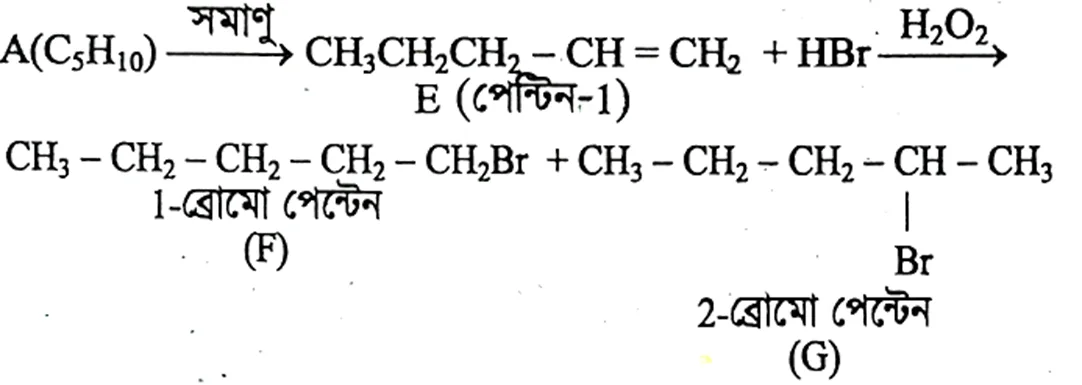 A(C₅H₁₀) —সমাণু→ CH₃CH₂CH₂ – CH = CH₂ + HBr —H₂O₂→
E (পেন্টিন-1)
CH₃ – CH₂ – CH₂ – CH₂ – CH₂Br + CH₃ – CH₂ – CH₂ – CH – CH₃
1-ব্রোমো পেন্টেন
(F)
|
Br
2-ব্রোমো পেন্টেন
(G)